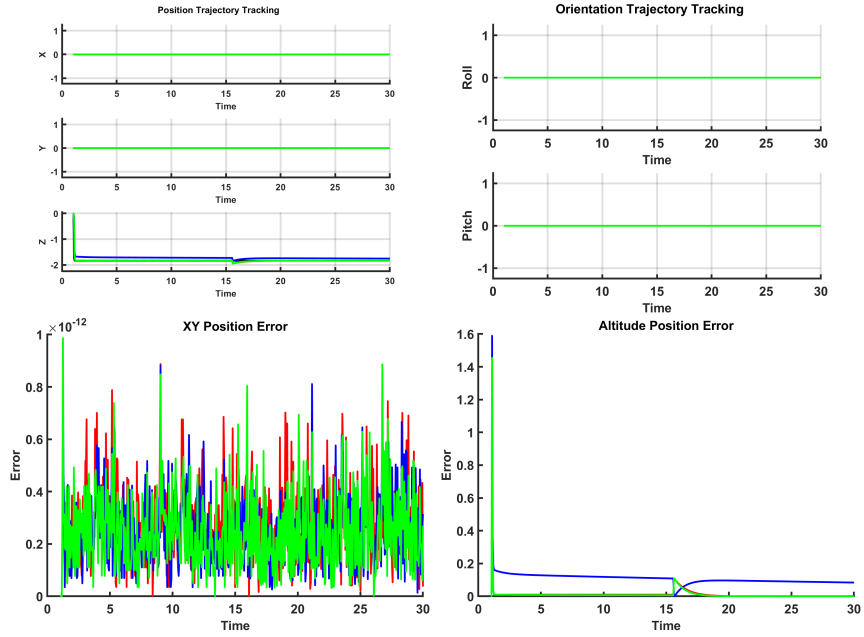 Position Trajectory Tracking
1
0
-1
X
0 5 10 15 20 25 30
Time
1
0
-1
Y
0 5 10 15 20 25 30
Time
0
-1
-2
Z
0 5 10 15 20 25 30
Time
Orientation Trajectory Tracking
1
0
-1
Roll
0 5 10 15 20 25 30
Time
1
0
-1
Pitch
0 5 10 15 20 25 30
Time
XY Position Error
×10-12
1
0.8
0.6
0.4
0.2
0
Error
0 5 10 15 20 25 30
Time
Altitude Position Error
1.6
1.4
1.2
1
0.8
0.6
0.4
0.2
0
Error
0 5 10 15 20 25 30
Time